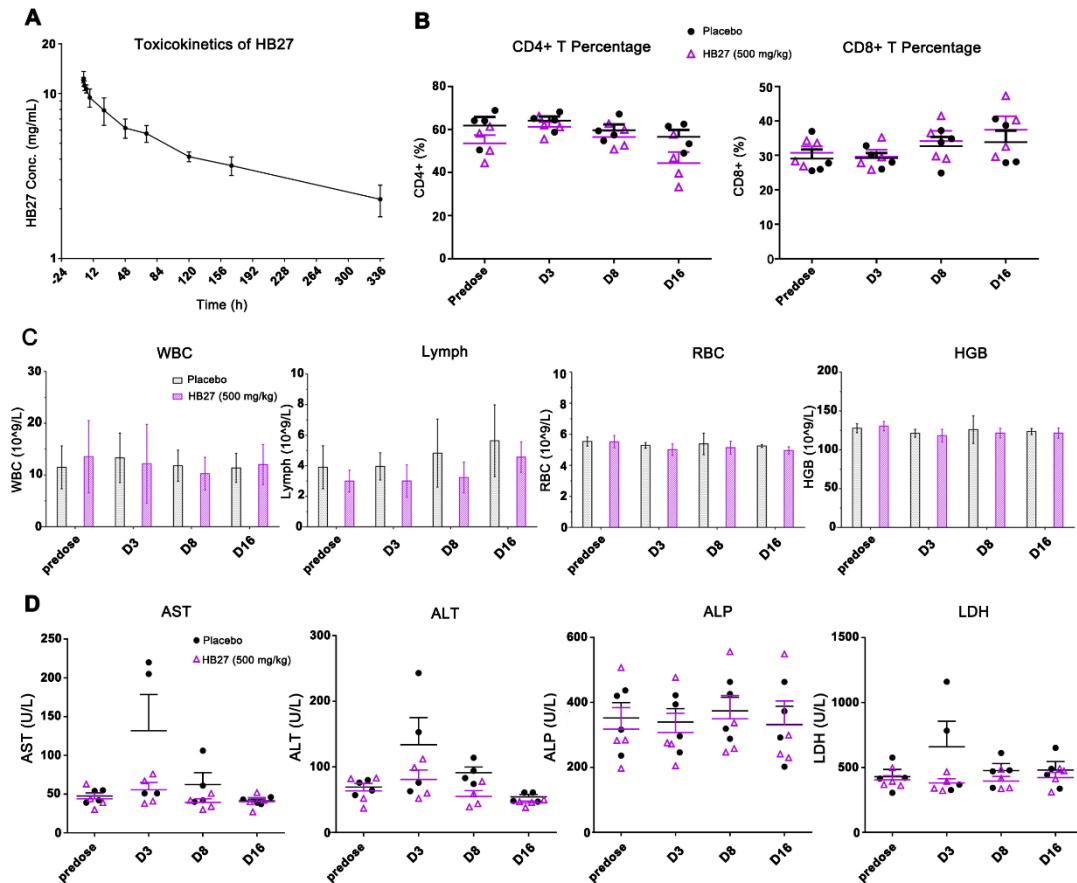 A
Toxicokinetics of HB27
HB27 Conc. (mg/mL)
20
10
1
-24 12 48 84 120 156 192 228 264 300 336
Time (h)
B
Placebo
HB27 (500 mg/kg)
CD4+ T Percentage
CD4+ (%)
80
60
40
20
0
Predose D3 D8 D16
CD8+ T Percentage
CD8+ (%)
50
40
30
20
10
0
Predose D3 D8 D16
C
WBC
Placebo
HB27 (500 mg/kg)
WBC (10^9/L)
30
20
10
0
predose D3 D8 D16
Lymph
Lymph (10^9/L)
10
8
6
4
2
0
predose D3 D8 D16
RBC
RBC (10^9/L)
10
8
6
4
2
0
predose D3 D8 D16
HGB
HGB (10^9/L)
200
150
100
50
0
predose D3 D8 D16
D
AST
Placebo
HB27 (500 mg/kg)
AST (U/L)
250
200
150
100
50
0
predose D3 D8 D16
ALT
ALT (U/L)
300
200
100
0
predose D3 D8 D16
ALP
ALP (U/L)
600
400
200
0
predose D3 D8 D16
LDH
LDH (U/L)
1500
1000
500
0
predose D3 D8 D16